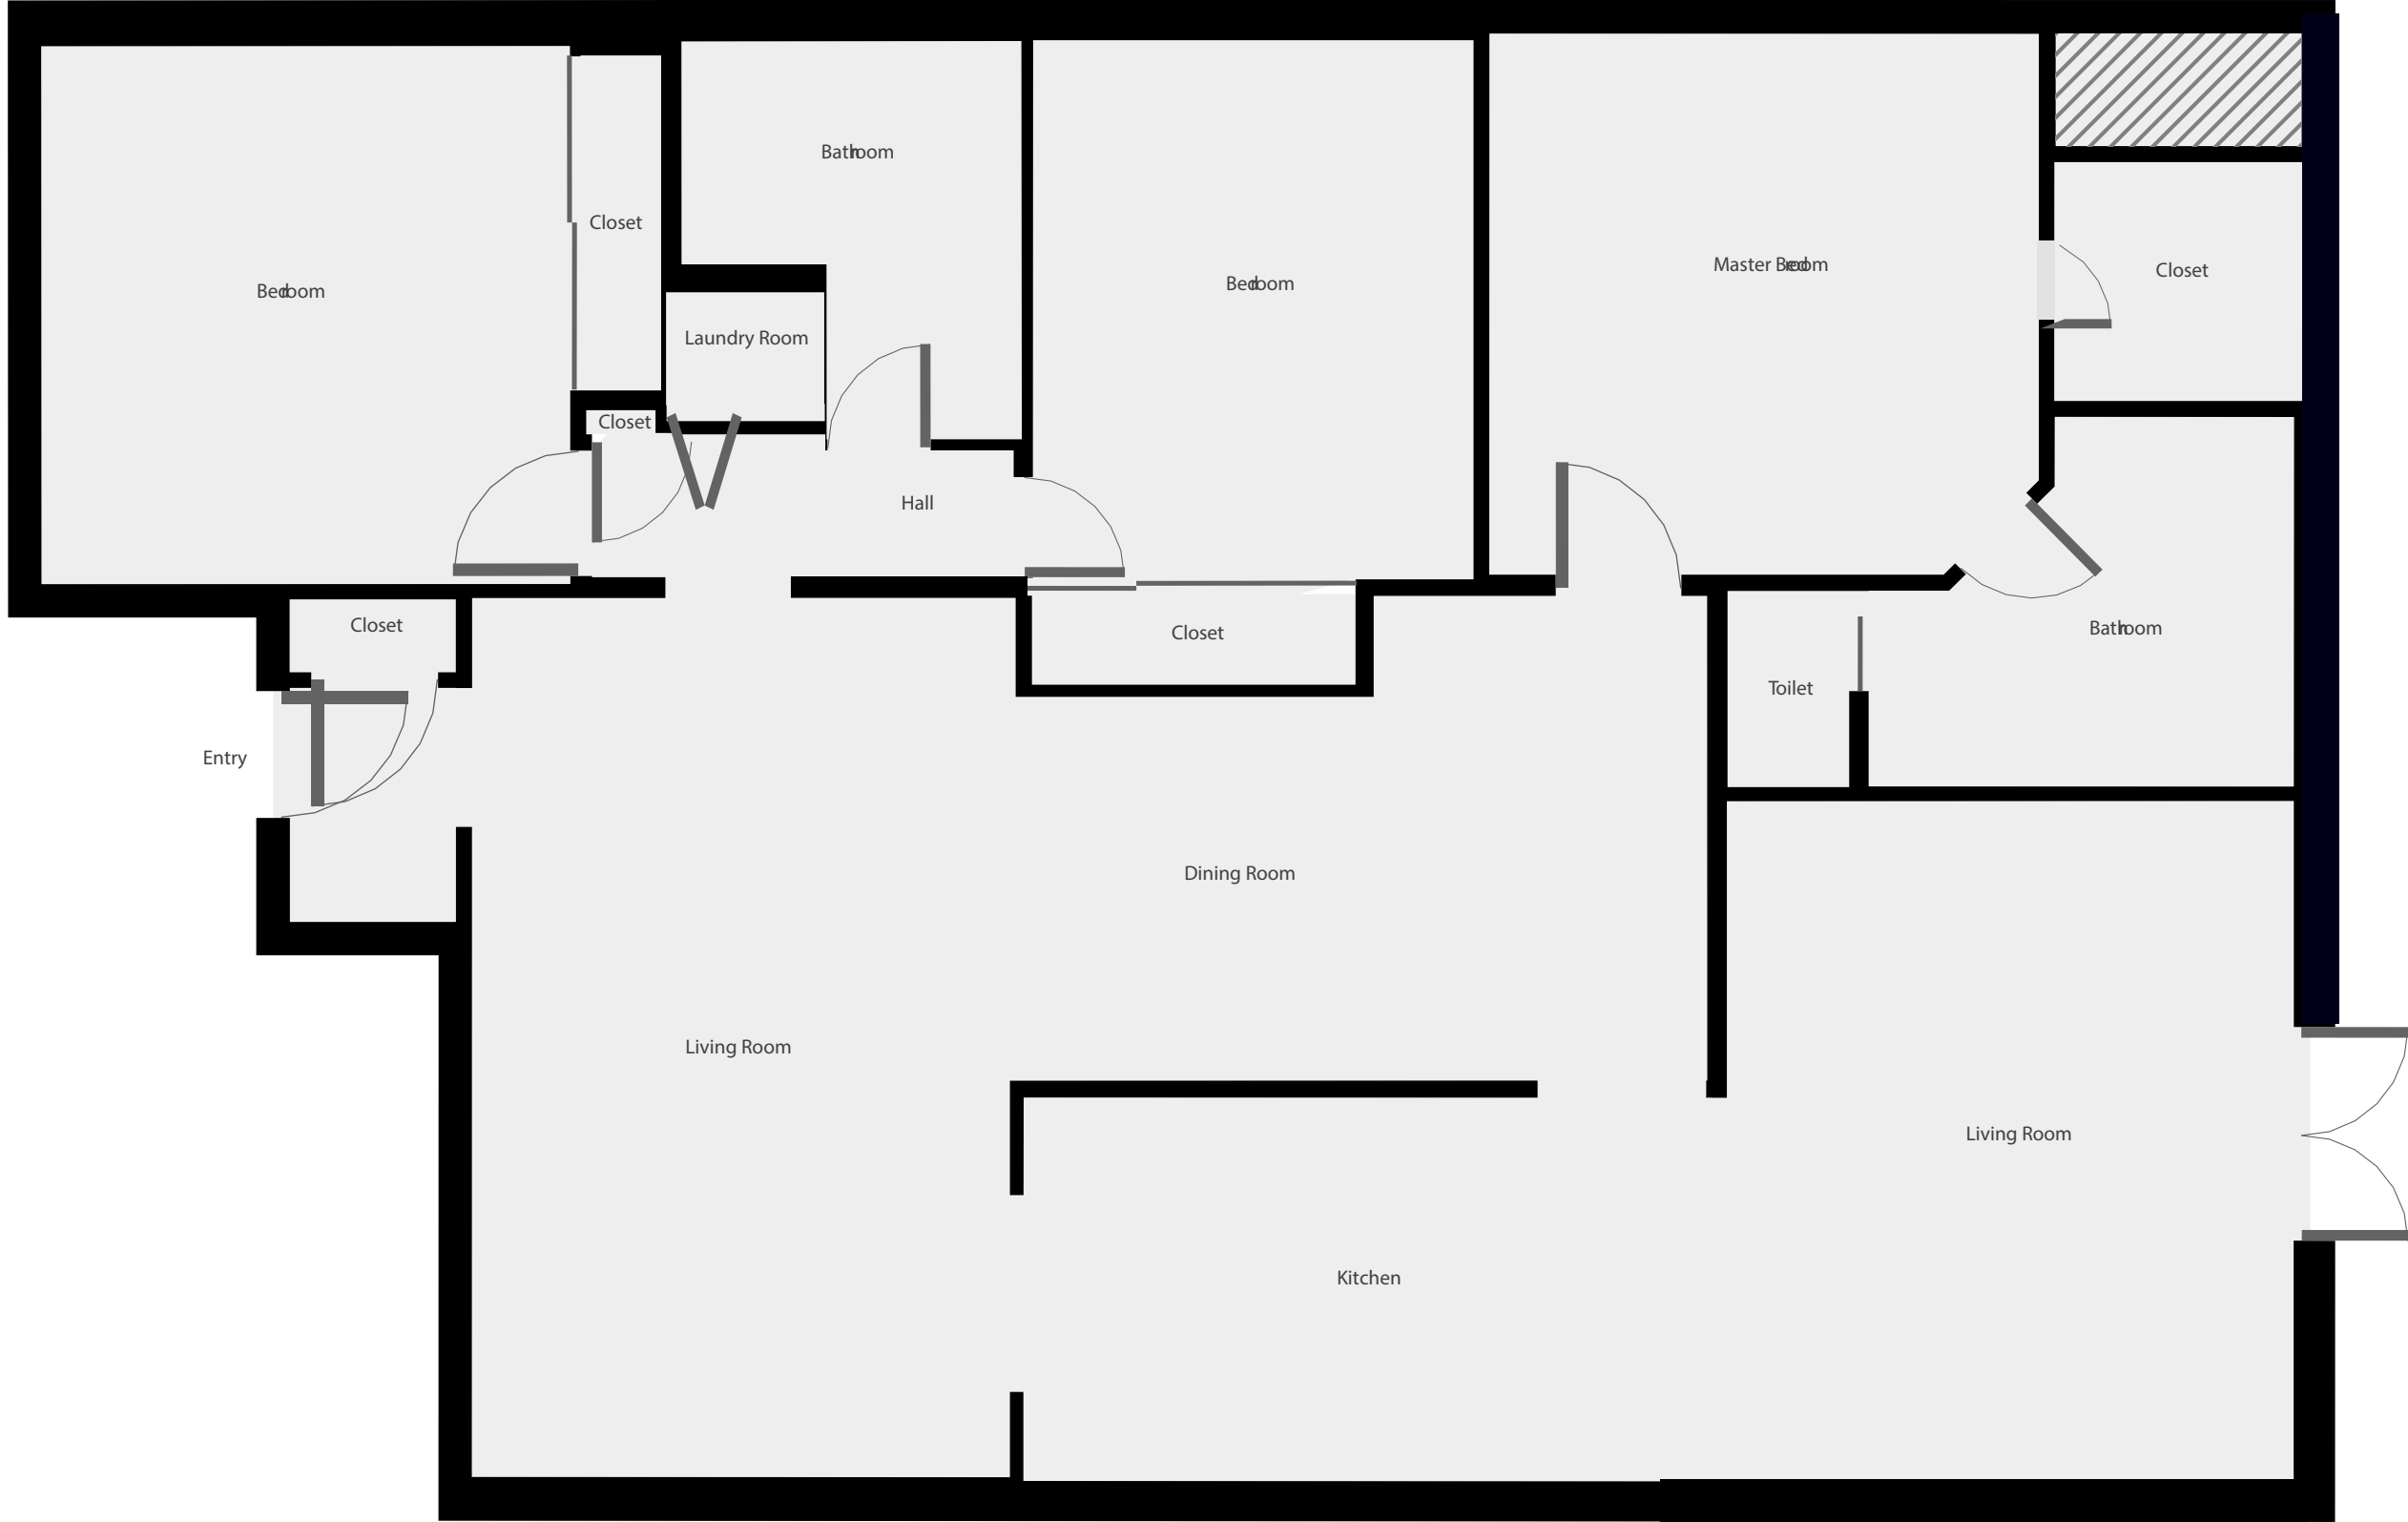 Bathroom
Closet
Master Bedroom
Closet
Bedroom
Bedroom
Laundry Room
Closet
Hall
Closet
Closet
Bathroom
Toilet
Entry
Dining Room
Living Room
Living Room
Kitchen